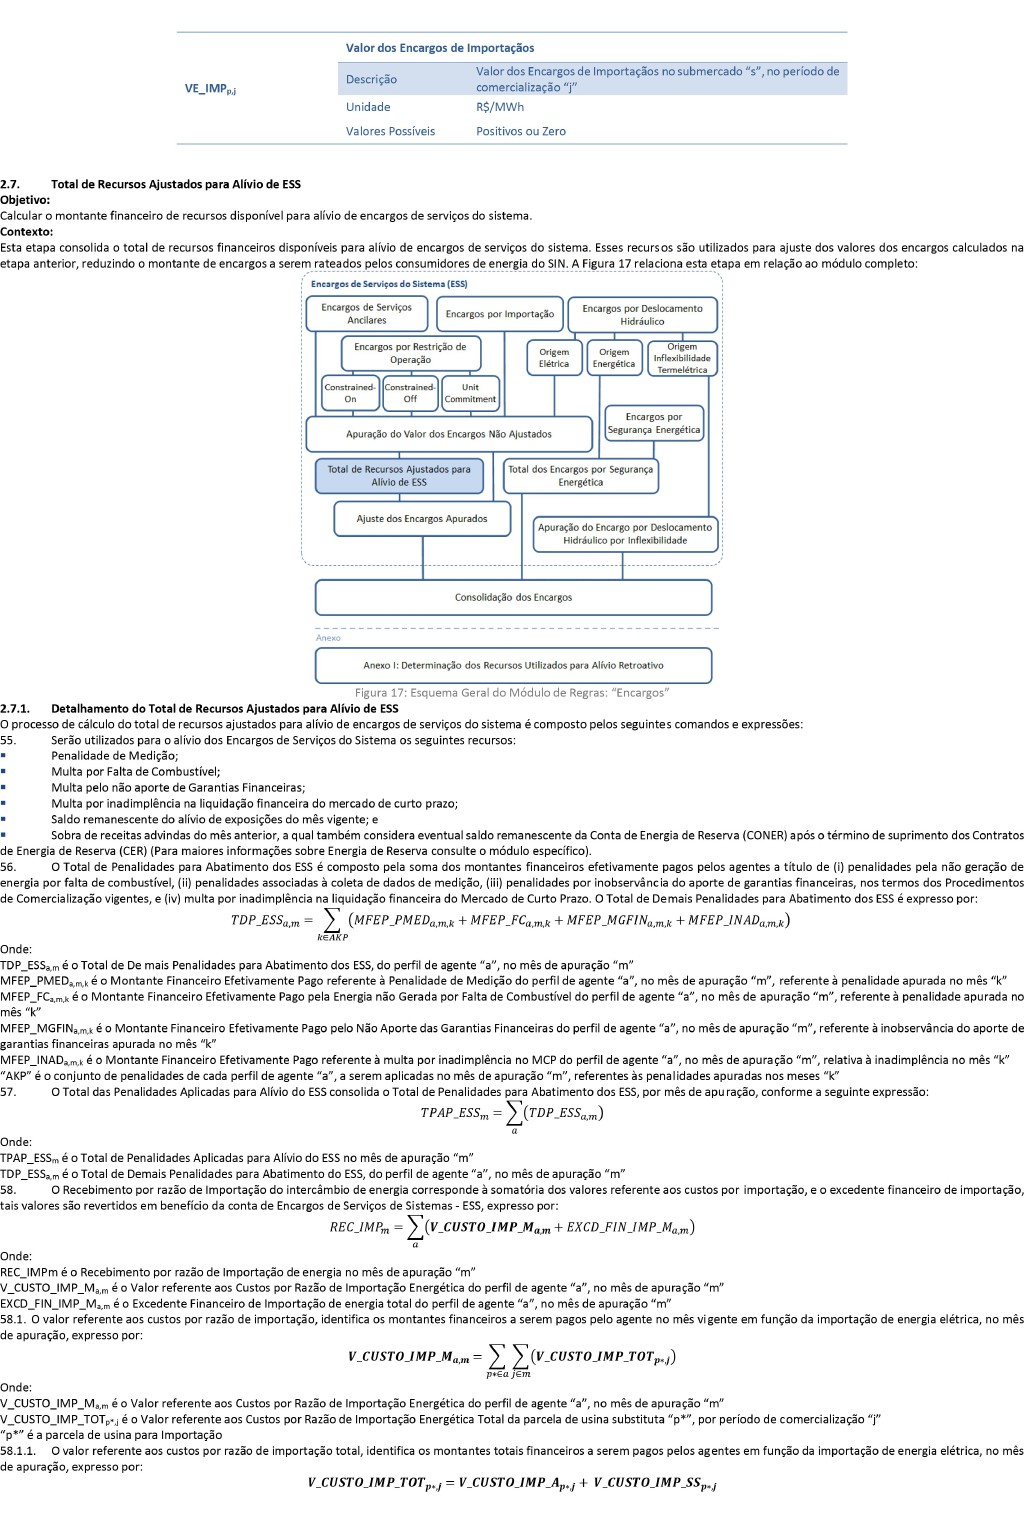 Valor dos Encargos de Importaçãos
VE_IMPp,j
Descrição
Valor dos Encargos de Importaçãos no submercado “s”, no período de
comercialização “j”
Unidade
R$/MWh
Valores Possíveis
Positivos ou Zero
2.7. Total de Recursos Ajustados para Alívio de ESS
Objetivo:
Calcular o montante financeiro de recursos disponível para alívio de encargos de serviços do sistema.
Contexto:
Esta etapa consolida o total de recursos financeiros disponíveis para alívio de encargos de serviços do sistema. Esses recursos são utilizados para ajuste dos valores dos encargos calculados na
etapa anterior, reduzindo o montante de encargos a serem rateados pelos consumidores de energia do SIN. A Figura 17 relaciona esta etapa em relação ao módulo completo:
Encargos de Serviços do Sistema (ESS)
Encargos de Serviços
Ancilares
Encargos por Importação
Encargos por Deslocamento
Hidráulico
Encargos por Restrição de
Operação
Origem
Elétrica
Origem
Energética
Origem
Inflexibilidade
Termelétrica
Constrained-
On
Constrained-
Off
Unit
Commitment
Encargos por
Segurança Energética
Apuração do Valor dos Encargos Não Ajustados
Total de Recursos Ajustados para
Alívio de ESS
Total dos Encargos por Segurança
Energética
Ajuste dos Encargos Apurados
Apuração do Encargo por Deslocamento
Hidráulico por Inflexibilidade
Consolidação dos Encargos
Anexo
Anexo I: Determinação dos Recursos Utilizados para Alívio Retroativo
Figura 17: Esquema Geral do Módulo de Regras: “Encargos”
2.7.1. Detalhamento do Total de Recursos Ajustados para Alívio de ESS
O processo de cálculo do total de recursos ajustados para alívio de encargos de serviços do sistema é composto pelos seguintes comandos e expressões:
55. Serão utilizados para o alívio dos Encargos de Serviços do Sistema os seguintes recursos:
▪ Penalidade de Medição;
▪ Multa por Falta de Combustível;
▪ Multa pelo não aporte de Garantias Financeiras;
▪ Multa por inadimplência na liquidação financeira do mercado de curto prazo;
▪ Saldo remanescente do alívio de exposições do mês vigente; e
▪ Sobra de receitas advindas do mês anterior, a qual também considera eventual saldo remanescente da Conta de Energia de Reserva (CONER) após o término de suprimento dos Contratos
de Energia de Reserva (CER) (Para maiores informações sobre Energia de Reserva consulte o módulo específico).
56. O Total de Penalidades para Abatimento dos ESS é composto pela soma dos montantes financeiros efetivamente pagos pelos agentes a título de (i) penalidades pela não geração de
energia por falta de combustível, (ii) penalidades associadas à coleta de dados de medição, (iii) penalidades por inobservância do aporte de garantias financeiras, nos termos dos Procedimentos
de Comercialização vigentes, e (iv) multa por inadimplência na liquidação financeira do Mercado de Curto Prazo. O Total de Demais Penalidades para Abatimento dos ESS é expresso por:
TDP_ESSa,m = ∑ (MFEP_PMEDa,m,k + MFEP_FCa,m,k + MFEP_MGFINa,m,k + MFEP_INADa,m,k)
k∈AKP
Onde:
TDP_ESSa,m é o Total de De mais Penalidades para Abatimento dos ESS, do perfil de agente “a”, no mês de apuração “m”
MFEP_PMEDa,m,k é o Montante Financeiro Efetivamente Pago referente à Penalidade de Medição do perfil de agente “a”, no mês de apuração “m”, referente à penalidade apurada no mês “k”
MFEP_FCa,m,k é o Montante Financeiro Efetivamente Pago pela Energia não Gerada por Falta de Combustível do perfil de agente “a”, no mês de apuração “m”, referente à penalidade apurada no
mês “k”
MFEP_MGFINa,m,k é o Montante Financeiro Efetivamente Pago pelo Não Aporte das Garantias Financeiras do perfil de agente “a”, no mês de apuração “m”, referente à inobservância do aporte de
garantias financeiras apurada no mês “k”
MFEP_INADa,m,k é o Montante Financeiro Efetivamente Pago referente à multa por inadimplência no MCP do perfil de agente “a”, no mês de apuração “m”, relativa à inadimplência no mês “k”
“AKP” é o conjunto de penalidades de cada perfil de agente “a”, a serem aplicadas no mês de apuração “m”, referentes às penalidades apuradas nos meses “k”
57. O Total das Penalidades Aplicadas para Alívio do ESS consolida o Total de Penalidades para Abatimento dos ESS, por mês de apuração, conforme a seguinte expressão:
TPAP_ESSm = ∑(TDP_ESSa,m)
a
Onde:
TPAP_ESSm é o Total de Penalidades Aplicadas para Alívio do ESS no mês de apuração “m”
TDP_ESSa,m é o Total de Demais Penalidades para Abatimento do ESS, do perfil de agente “a”, no mês de apuração “m”
58. O Recebimento por razão de Importação do intercâmbio de energia corresponde à somatória dos valores referente aos custos por importação, e o excedente financeiro de importação,
tais valores são revertidos em benefício da conta de Encargos de Serviços de Sistemas - ESS, expresso por:
REC_IMPm = ∑(V_CUSTO_IMP_Ma,m + EXCD_FIN_IMP_Ma,m)
a
Onde:
REC_IMPm é o Recebimento por razão de Importação de energia no mês de apuração “m”
V_CUSTO_IMP_Ma,m é o Valor referente aos Custos por Razão de Importação Energética do perfil de agente “a”, no mês de apuração “m”
EXCD_FIN_IMP_Ma,m é o Excedente Financeiro de Importação de energia total do perfil de agente “a”, no mês de apuração “m”
58.1. O valor referente aos custos por razão de importação, identifica os montantes financeiros a serem pagos pelo agente no mês vigente em função da importação de energia elétrica, no mês
de apuração, expresso por:
V_CUSTO_IMP_Ma,m = ∑ ∑(V_CUSTO_IMP_TOTp*,j)
p*∈a j∈m
Onde:
V_CUSTO_IMP_Ma,m é o Valor referente aos Custos por Razão de Importação Energética do perfil de agente “a”, no mês de apuração “m”
V_CUSTO_IMP_TOTp*,j é o Valor referente aos Custos por Razão de Importação Energética Total da parcela de usina substituta “p*”, por período de comercialização “j”
“p*” é a parcela de usina para Importação
58.1.1. O valor referente aos custos por razão de importação total, identifica os montantes totais financeiros a serem pagos pelos agentes em função da importação de energia elétrica, no mês
de apuração, expresso por:
V_CUSTO_IMP_TOTp*,j = V_CUSTO_IMP_Ap*,j + V_CUSTO_IMP_SSp*,j